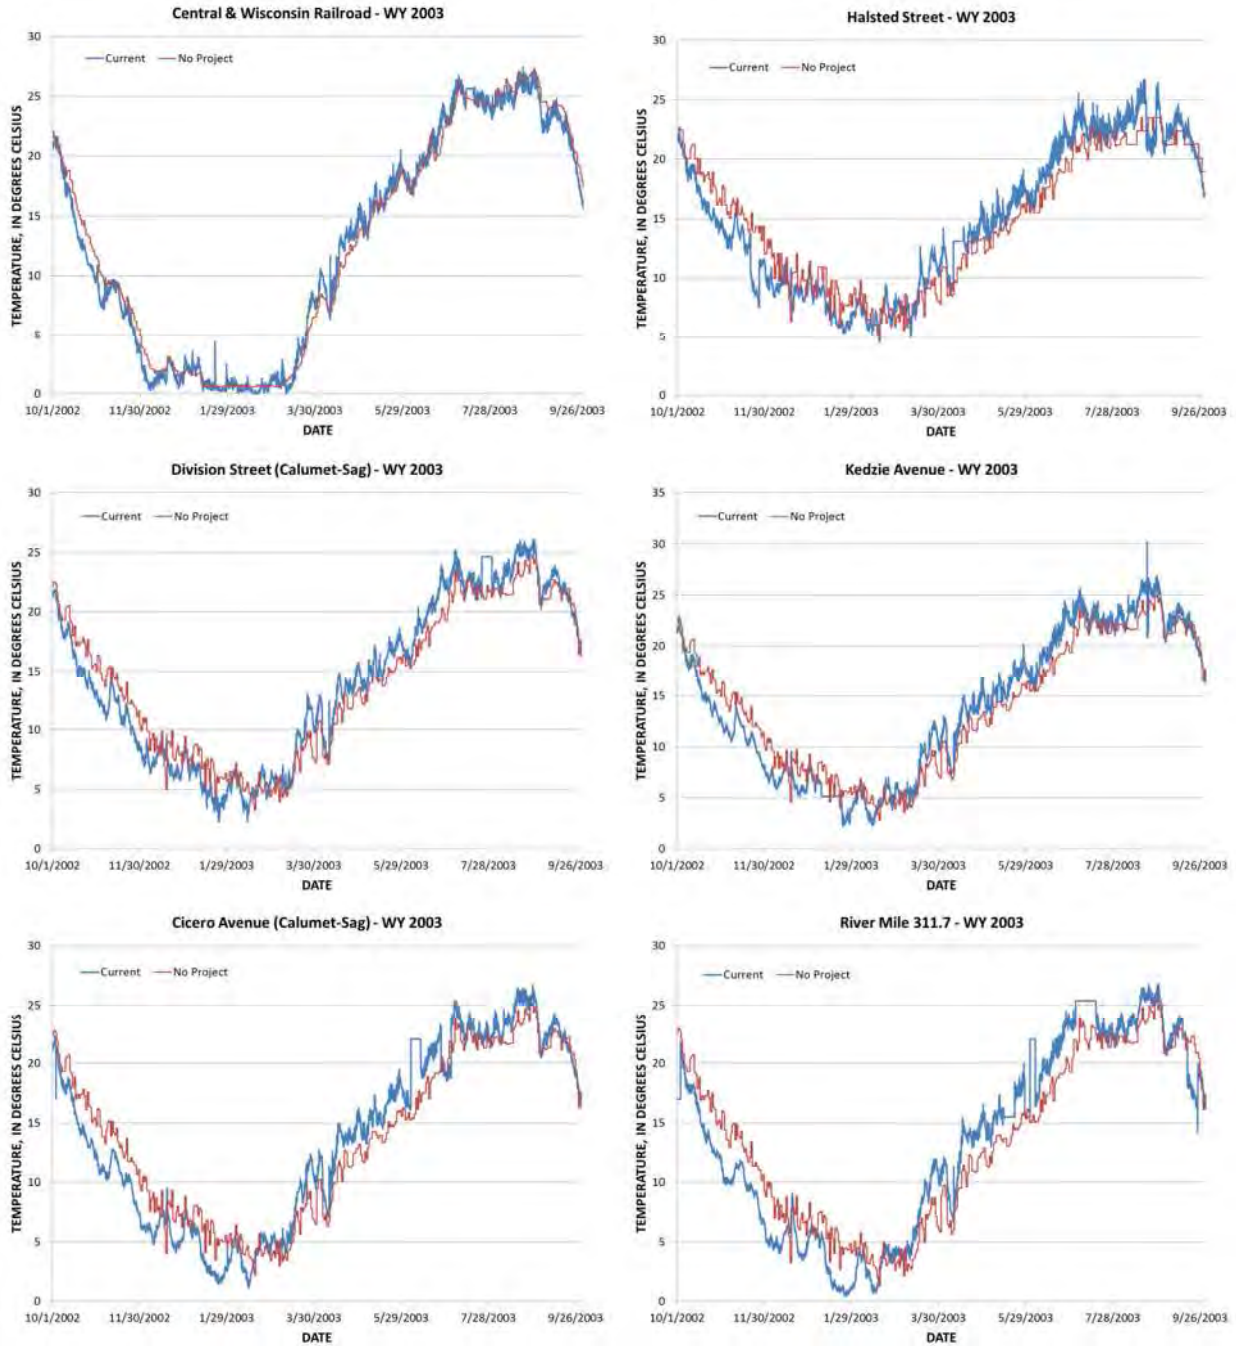 Central & Wisconsin Railroad - WY 2003
TEMPERATURE, IN DEGREES CELSIUS
30
25
20
15
10
5
0
Current No Project
10/1/2002 11/30/2002 1/29/2003 3/30/2003 5/29/2003 7/28/2003 9/26/2003
DATE
Halsted Street - WY 2003
TEMPERATURE, IN DEGREES CELSIUS
30
25
20
15
10
5
0
Current No Project
10/1/2002 11/30/2002 1/29/2003 3/30/2003 5/29/2003 7/28/2003 9/26/2003
DATE
Division Street (Calumet-Sag) - WY 2003
TEMPERATURE, IN DEGREES CELSIUS
30
25
20
15
10
5
0
Current No Project
10/1/2002 11/30/2002 1/29/2003 3/30/2003 5/29/2003 7/28/2003 9/26/2003
DATE
Kedzie Avenue - WY 2003
TEMPERATURE, IN DEGREES CELSIUS
35
30
25
20
15
10
5
0
Current No Project
10/1/2002 11/30/2002 1/29/2003 3/30/2003 5/29/2003 7/28/2003 9/26/2003
DATE
Cicero Avenue (Calumet-Sag) - WY 2003
TEMPERATURE, IN DEGREES CELSIUS
30
25
20
15
10
5
0
Current No Project
10/1/2002 11/30/2002 1/29/2003 3/30/2003 5/29/2003 7/28/2003 9/26/2003
DATE
River Mile 311.7 - WY 2003
TEMPERATURE, IN DEGREES CELSIUS
30
25
20
15
10
5
0
Current No Project
10/1/2002 11/30/2002 1/29/2003 3/30/2003 5/29/2003 7/28/2003 9/26/2003
DATE